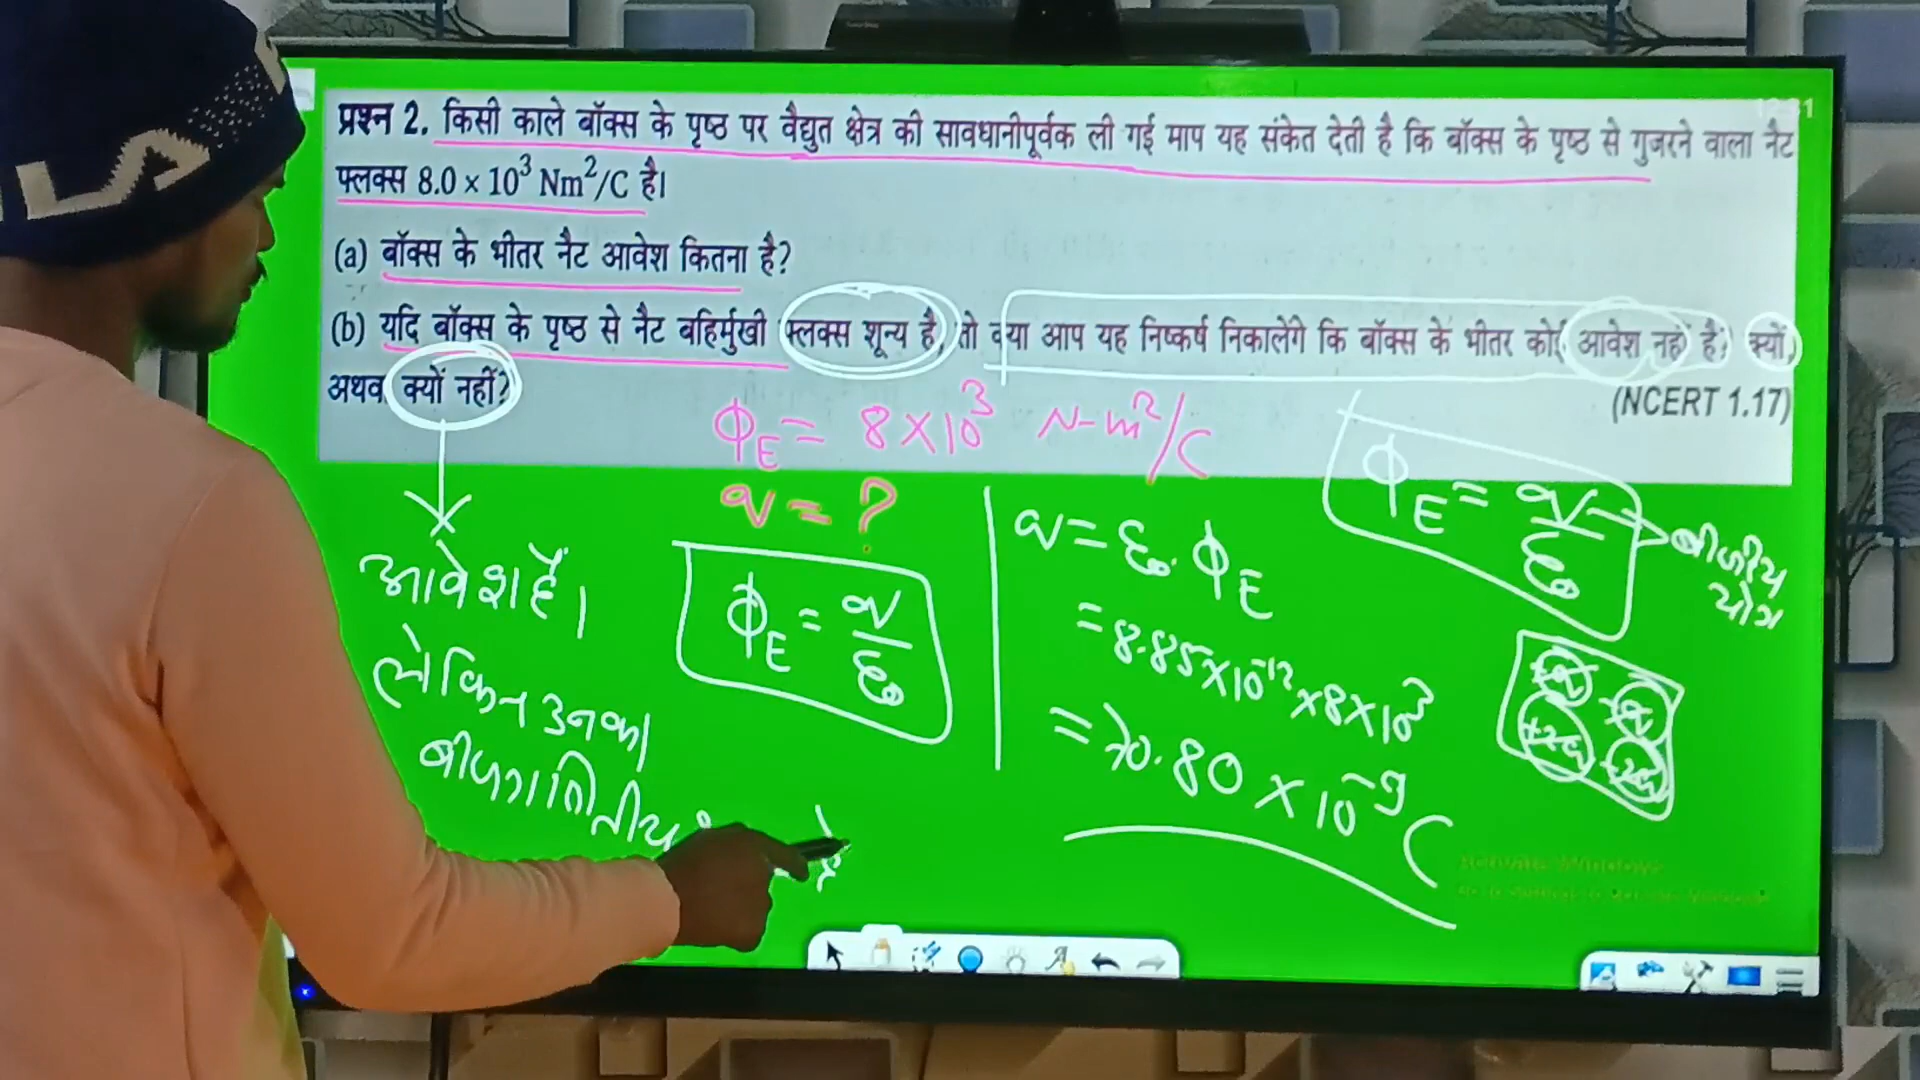 प्रश्न 2. किसी काले बॉक्स के पृष्ठ पर वैद्युत क्षेत्र की सावधानीपूर्वक ली गई माप यह संकेत देती है कि बॉक्स के पृष्ठ से गुजरने वाला नैट
फ्लक्स 8.0 × 10³ Nm²/C है।
(a) बॉक्स के भीतर नैट आवेश कितना है?
(b) यदि बॉक्स के पृष्ठ से नैट बहिर्मुखी फ्लक्स शून्य है, तो क्या आप यह निष्कर्ष निकालेंगे कि बॉक्स के भीतर कोई आवेश नहीं है? क्यों,
अथवा क्यों नहीं?
(NCERT 1.17)
ϕE = 8×10³ N-m²/C
q = ?
ϕE = q/ε₀
आवेश हैं।
लेकिन उनका
q = ε₀.ϕE
= 8.85×10⁻¹²×8×10³
= 70.80 × 10⁻⁹ C
ϕE = q/ε₀
बीजीय
योग